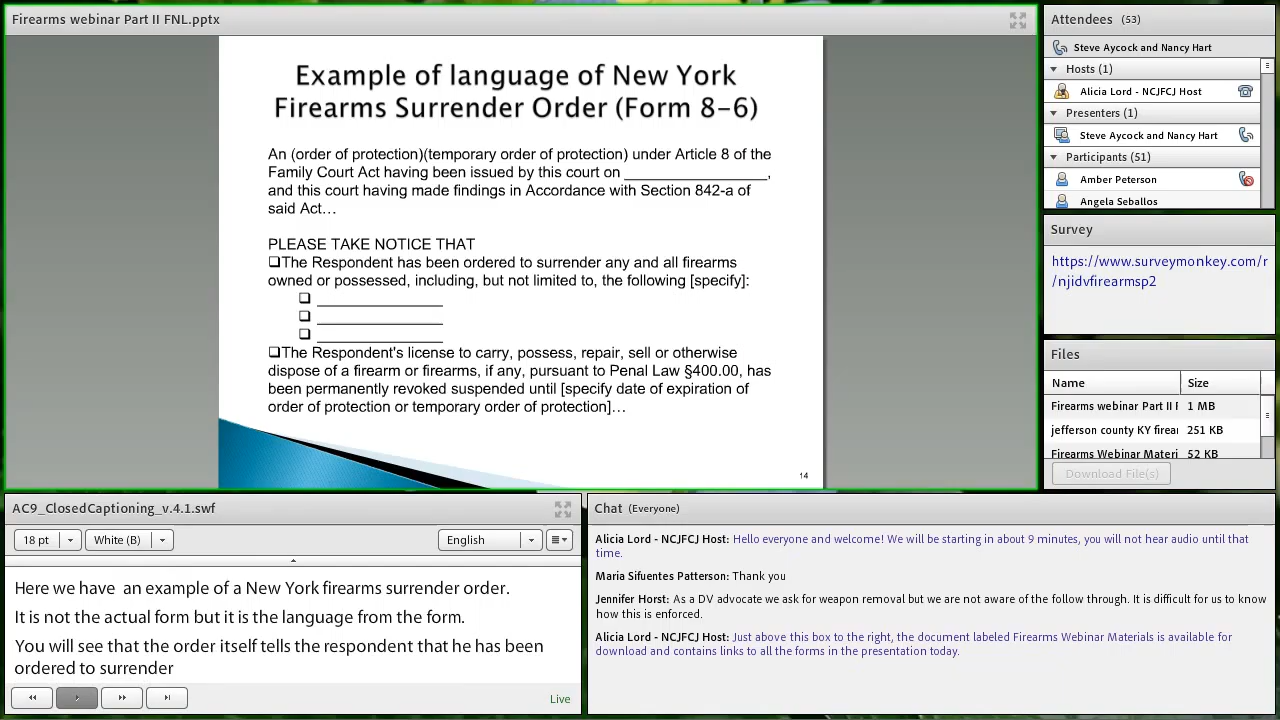 Firearms webinar Part II FNL.pptx
Example of language of New York
Firearms Surrender Order (Form 8-6)
An (order of protection)(temporary order of protection) under Article 8 of the
Family Court Act having been issued by this court on _________________,
and this court having made findings in Accordance with Section 842-a of
said Act…
PLEASE TAKE NOTICE THAT
❑The Respondent has been ordered to surrender any and all firearms
owned or possessed, including, but not limited to, the following [specify]:
❑ _______________
❑ _______________
❑ _______________
❑The Respondent's license to carry, possess, repair, sell or otherwise
dispose of a firearm or firearms, if any, pursuant to Penal Law §400.00, has
been permanently revoked suspended until [specify date of expiration of
order of protection or temporary order of protection]…
14
Attendees (53)
Steve Aycock and Nancy Hart
Hosts (1)
Alicia Lord - NCJFCJ Host
Presenters (1)
Steve Aycock and Nancy Hart
Participants (51)
Amber Peterson
Angela Seballos
Survey
https://www.surveymonkey.com/r
/njidvfirearmsp2
Files
Name Size
Firearms webinar Part II F 1 MB
jefferson county KY firear 251 KB
Firearms Webinar Materi 52 KB
Download File(s)
AC9_ClosedCaptioning_v.4.1.swf
18 pt White (B) English
Here we have an example of a New York firearms surrender order.
It is not the actual form but it is the language from the form.
You will see that the order itself tells the respondent that he has been
ordered to surrender
Live
Chat (Everyone)
Alicia Lord - NCJFCJ Host: Hello everyone and welcome! We will be starting in about 9 minutes, you will not hear audio until that
time.
Maria Sifuentes Patterson: Thank you
Jennifer Horst: As a DV advocate we ask for weapon removal but we are not aware of the follow through. It is difficult for us to know
how this is enforced.
Alicia Lord - NCJFCJ Host: Just above this box to the right, the document labeled Firearms Webinar Materials is available for
download and contains links to all the forms in the presentation today.